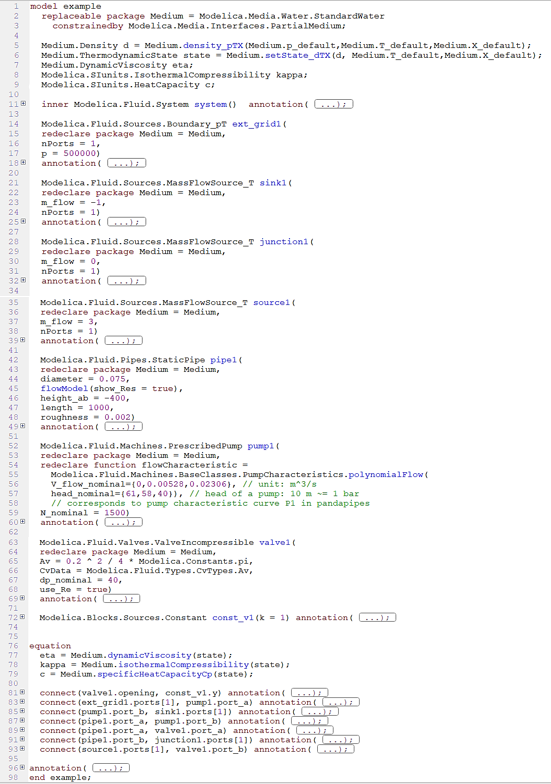 1 model example
2 replaceable package Medium = Modelica.Media.Water.StandardWater
3 constrainedby Modelica.Media.Interfaces.PartialMedium;
4
5 Medium.Density d = Medium.density_pTX(Medium.p_default,Medium.T_default,Medium.X_default);
6 Medium.ThermodynamicState state = Medium.setState_dTX(d, Medium.T_default,Medium.X_default);
7 Medium.DynamicViscosity eta;
8 Modelica.SIunits.IsothermalCompressibility kappa;
9 Modelica.SIunits.HeatCapacity c;
10
11 inner Modelica.Fluid.System system() annotation( ...);
13
14 Modelica.Fluid.Sources.Boundary_pT ext_grid1(
15 redeclare package Medium = Medium,
16 nPorts = 1,
17 p = 500000)
18 annotation( ...);
20
21 Modelica.Fluid.Sources.MassFlowSource_T sink1(
22 redeclare package Medium = Medium,
23 m_flow = -1,
24 nPorts = 1)
25 annotation( ...);
27
28 Modelica.Fluid.Sources.MassFlowSource_T junction1(
29 redeclare package Medium = Medium,
30 m_flow = 0,
31 nPorts = 1)
32 annotation( ...);
34
35 Modelica.Fluid.Sources.MassFlowSource_T source1(
36 redeclare package Medium = Medium,
37 m_flow = 3,
38 nPorts = 1)
39 annotation( ...);
41
42 Modelica.Fluid.Pipes.StaticPipe pipe1(
43 redeclare package Medium = Medium,
44 diameter = 0.075,
45 flowModel(show_Res = true),
46 height_ab = -400,
47 length = 1000,
48 roughness = 0.002)
49 annotation( ...);
51
52 Modelica.Fluid.Machines.PrescribedPump pump1(
53 redeclare package Medium = Medium,
54 redeclare function flowCharacteristic =
55 Modelica.Fluid.Machines.BaseClasses.PumpCharacteristics.polynomialFlow(
56 V_flow_nominal={0,0.00528,0.02306}, // unit: m^3/s
57 head_nominal={61,58,40}), // head of a pump: 10 m ~= 1 bar
58 // corresponds to pump characteristic curve P1 in pandapipes
59 N_nominal = 1500)
60 annotation( ...);
62
63 Modelica.Fluid.Valves.ValveIncompressible valve1(
64 redeclare package Medium = Medium,
65 Av = 0.2 ^ 2 / 4 * Modelica.Constants.pi,
66 CvData = Modelica.Fluid.Types.CvTypes.Av,
67 dp_nominal = 40,
68 use_Re = true)
69 annotation( ...);
71
72 Modelica.Blocks.Sources.Constant const_v1(k = 1) annotation( ...);
74
75
76 equation
77 eta = Medium.dynamicViscosity(state);
78 kappa = Medium.isothermalCompressibility(state);
79 c = Medium.specificHeatCapacityCp(state);
80
81 connect(valve1.opening, const_v1.y) annotation( ...);
83 connect(ext_grid1.ports[1], pump1.port_a) annotation( ...);
85 connect(pump1.port_b, sink1.ports[1]) annotation( ...);
87 connect(pipe1.port_a, pump1.port_b) annotation( ...);
89 connect(pipe1.port_a, valve1.port_a) annotation( ...);
91 connect(pipe1.port_b, junction1.ports[1]) annotation( ...);
93 connect(source1.ports[1], valve1.port_b) annotation( ...);
95
96 annotation( ...);
98 end example;